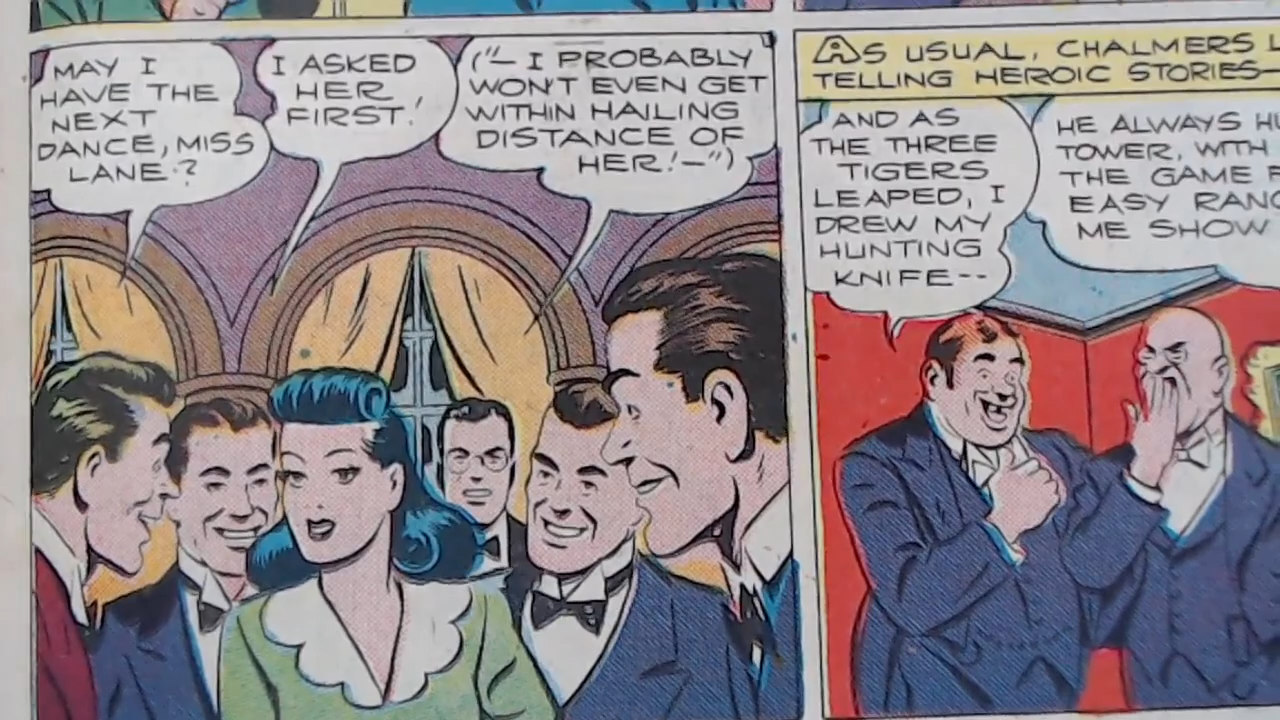 MAY I
HAVE THE
NEXT
DANCE, MISS
LANE?
I ASKED
HER
FIRST!
("—I PROBABLY
WON'T EVEN GET
WITHIN HAILING
DISTANCE OF
HER!—")
AS USUAL, CHALMERS
TELLING HEROIC STORIES—
AND AS
THE THREE
TIGERS
LEAPED, I
DREW MY
HUNTING
KNIFE--
HE ALWAYS
TOWER, WITH
THE GAME
EASY
ME SHOW